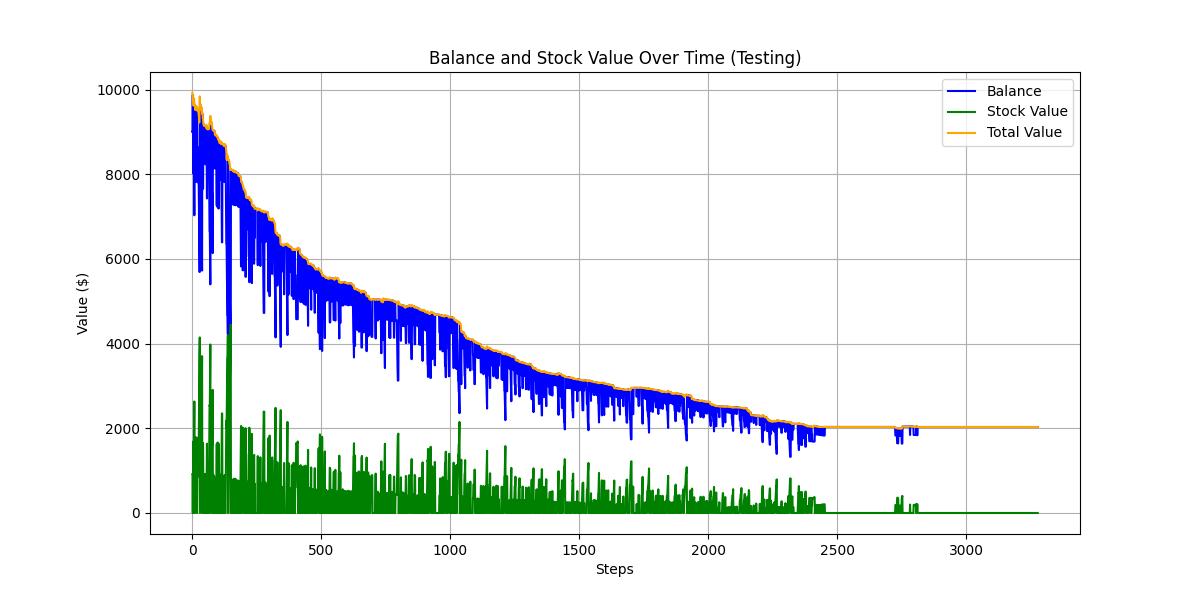 Balance and Stock Value Over Time (Testing)
Balance
Stock Value
Total Value
Value ($)
10000
8000
6000
4000
2000
0
0 500 1000 1500 2000 2500 3000
Steps